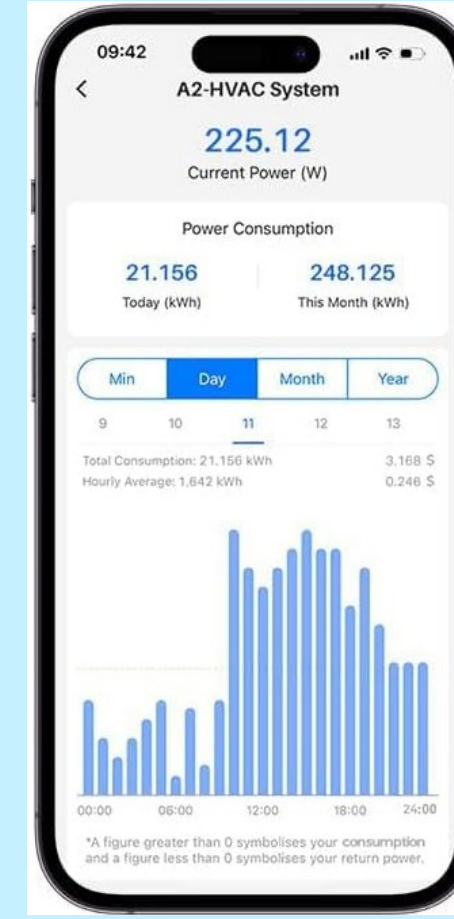 09:42
A2-HVAC System
225.12
Current Power (W)
Power Consumption
21.156 248.125
Today (kWh) This Month (kWh)
Min Day Month Year
9 10 11 12 13
Total Consumption: 21.156 kWh 3.168 $
Hourly Average: 1,642 kWh 0.246 $
00:00 06:00 12:00 18:00 24:00
*A figure greater than 0 symbolises your consumption
and a figure less than 0 symbolises your return power.